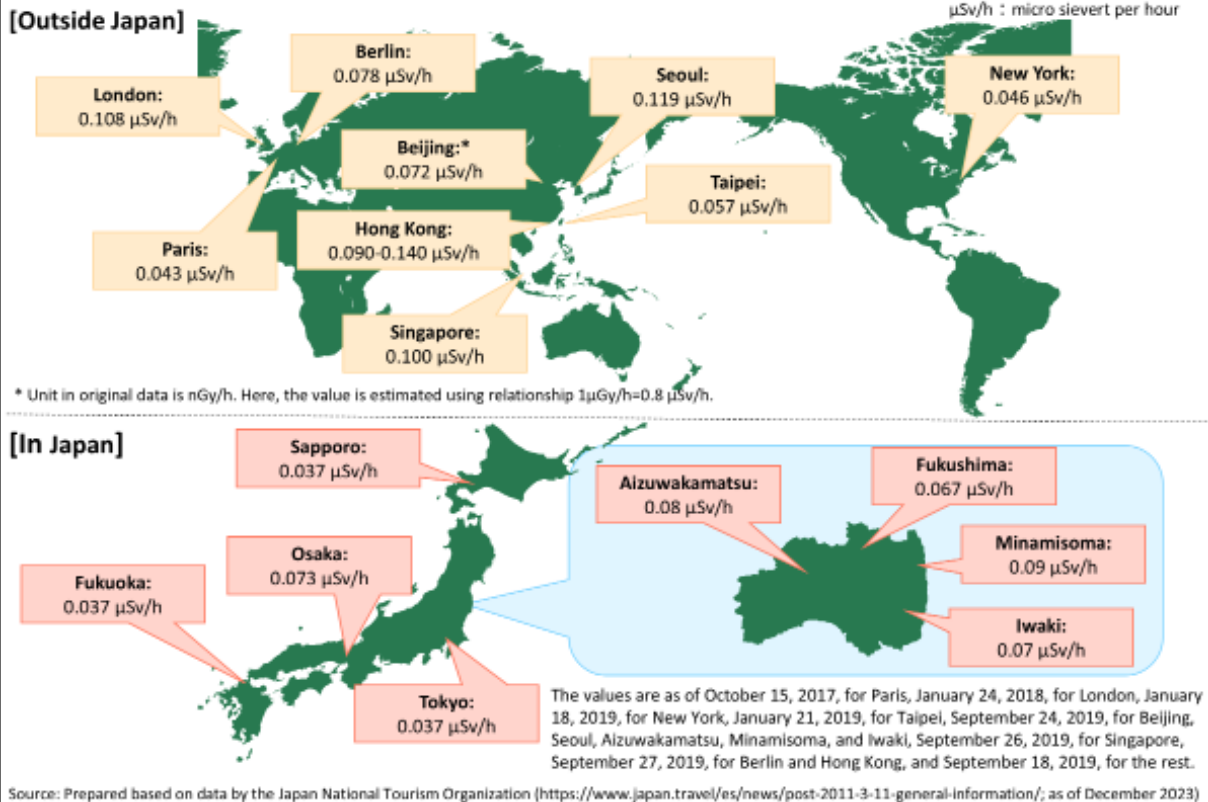 [Outside Japan]
μSv/h : micro sievert per hour
Berlin:
0.078 μSv/h
London:
0.108 μSv/h
Seoul:
0.119 μSv/h
New York:
0.046 μSv/h
Beijing:*
0.072 μSv/h
Taipei:
0.057 μSv/h
Hong Kong:
0.090-0.140 μSv/h
Paris:
0.043 μSv/h
Singapore:
0.100 μSv/h
* Unit in original data is nGy/h. Here, the value is estimated using relationship 1μGy/h=0.8 μSv/h.
[In Japan]
Sapporo:
0.037 μSv/h
Osaka:
0.073 μSv/h
Fukuoka:
0.037 μSv/h
Tokyo:
0.037 μSv/h
Aizuwakamatsu:
0.08 μSv/h
Fukushima:
0.067 μSv/h
Minamisoma:
0.09 μSv/h
Iwaki:
0.07 μSv/h
The values are as of October 15, 2017, for Paris, January 24, 2018, for London, January
18, 2019, for New York, January 21, 2019, for Taipei, September 24, 2019, for Beijing,
Seoul, Aizuwakamatsu, Minamisoma, and Iwaki, September 26, 2019, for Singapore,
September 27, 2019, for Berlin and Hong Kong, and September 18, 2019, for the rest.
Source: Prepared based on data by the Japan National Tourism Organization (https://www.japan.travel/es/news/post-2011-3-11-general-information/; as of December 2023)